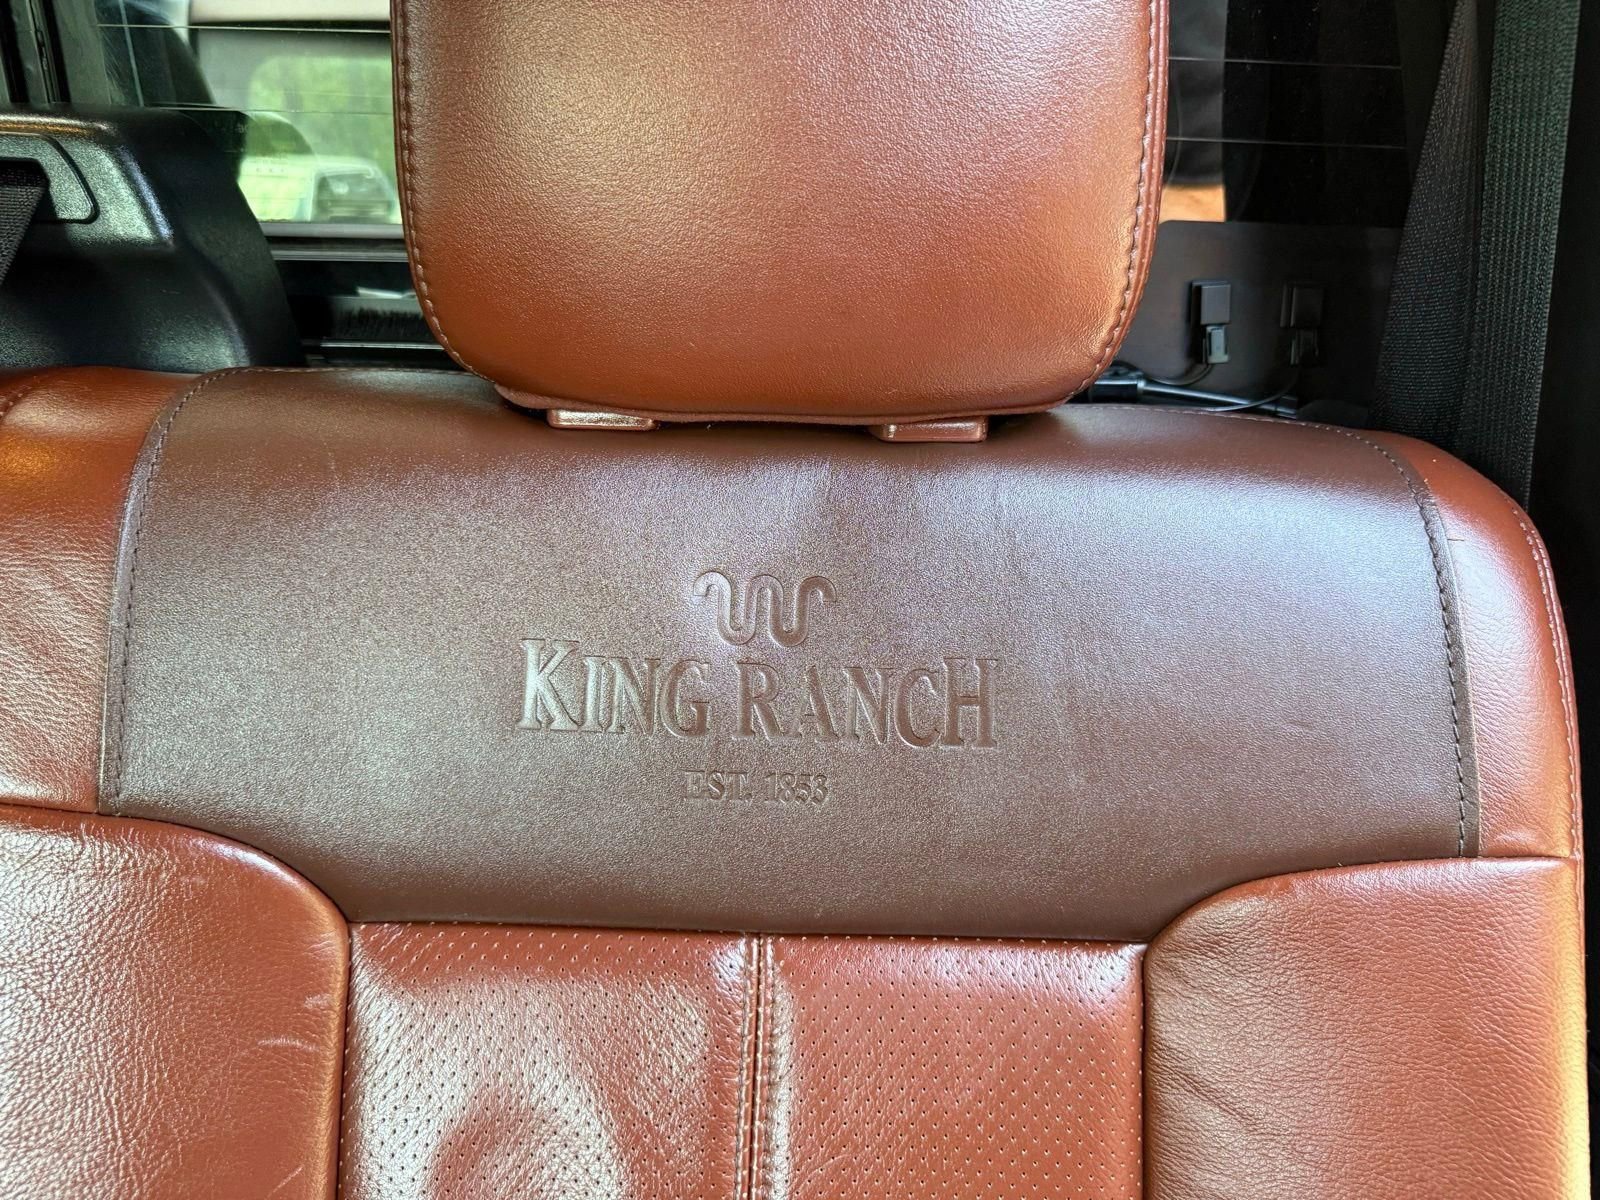 KING RANCH
EST. 1853